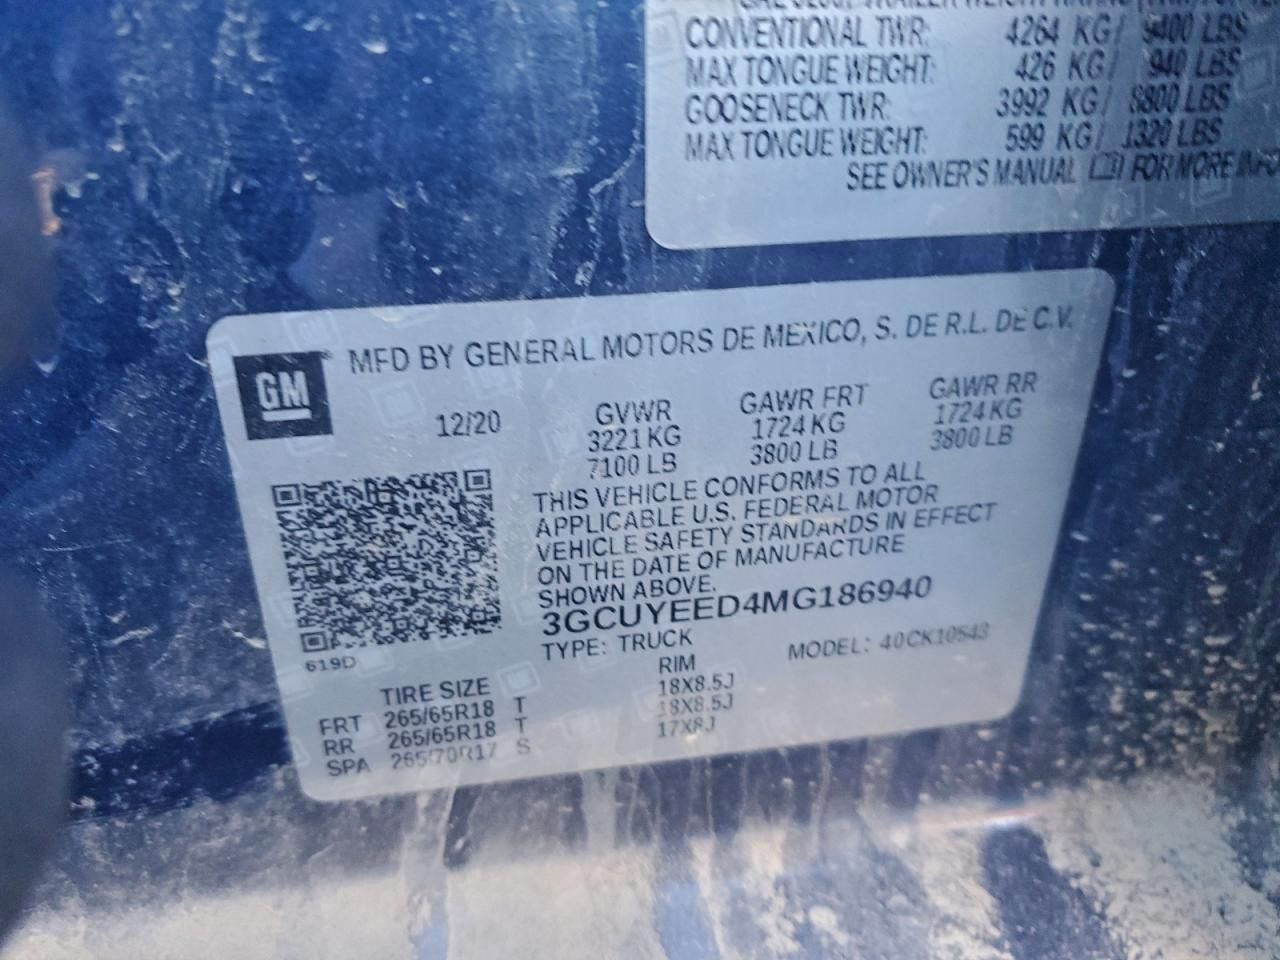 CONVENTIONAL TWR: 4264 KG/ 9400 LBS
MAX TONGUE WEIGHT: 426 KG/ 940 LBS
GOOSENECK TWR: 3992 KG/ 8800 LBS
MAX TONGUE WEIGHT: 599 KG/ 1320 LBS
SEE OWNER'S MANUAL FOR MORE INFO
GM MFD BY GENERAL MOTORS DE MEXICO, S. DE R.L. DE C.V.
12/20 GVWR GAWR FRT GAWR RR
3221 KG 1724 KG 1724 KG
7100 LB 3800 LB 3800 LB
THIS VEHICLE CONFORMS TO ALL
APPLICABLE U.S. FEDERAL MOTOR
VEHICLE SAFETY STANDARDS IN EFFECT
ON THE DATE OF MANUFACTURE
SHOWN ABOVE.
3GCUYEED4MG186940
TYPE: TRUCK MODEL: 40CK10543
619D
TIRE SIZE RIM
FRT 265/65R18 T 18X8.5J
RR 265/65R18 T 18X8.5J
SPA 265/70R17 S 17X8J